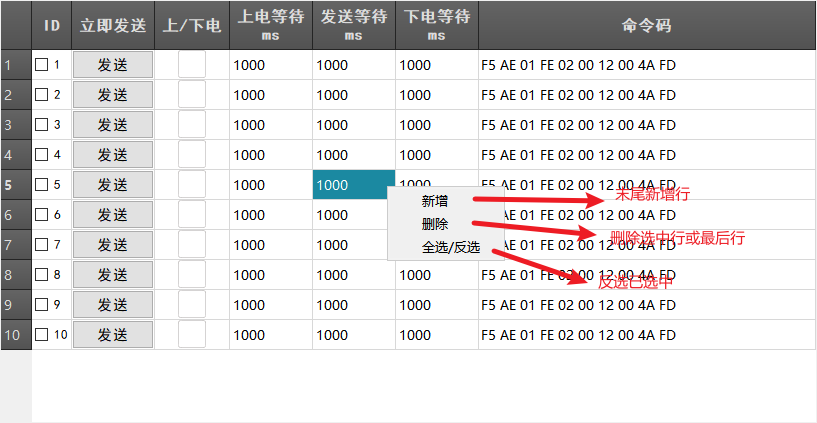 ID 立即发送 上/下电 上电等待 ms 发送等待 ms 下电等待 ms 命令码
1 1 发送 1000 1000 1000 F5 AE 01 FE 02 00 12 00 4A FD
2 2 发送 1000 1000 1000 F5 AE 01 FE 02 00 12 00 4A FD
3 3 发送 1000 1000 1000 F5 AE 01 FE 02 00 12 00 4A FD
4 4 发送 1000 1000 1000 F5 AE 01 FE 02 00 12 00 4A FD
5 5 发送 1000 1000 1000 F5 AE 01 FE 02 00 12 00 4A FD
新增 末尾新增行
6 6 发送 1000 1000 F5 AE 01 FE 02 00 12 00 4A FD
删除 删除选中行或最后行
7 7 发送 1000 1000 F5 AE 01 FE 02 00 12 00 4A FD
全选/反选 反选已选中
8 8 发送 1000 1000 1000 F5 AE 01 FE 02 00 12 00 4A FD
9 9 发送 1000 1000 1000 F5 AE 01 FE 02 00 12 00 4A FD
10 10 发送 1000 1000 1000 F5 AE 01 FE 02 00 12 00 4A FD